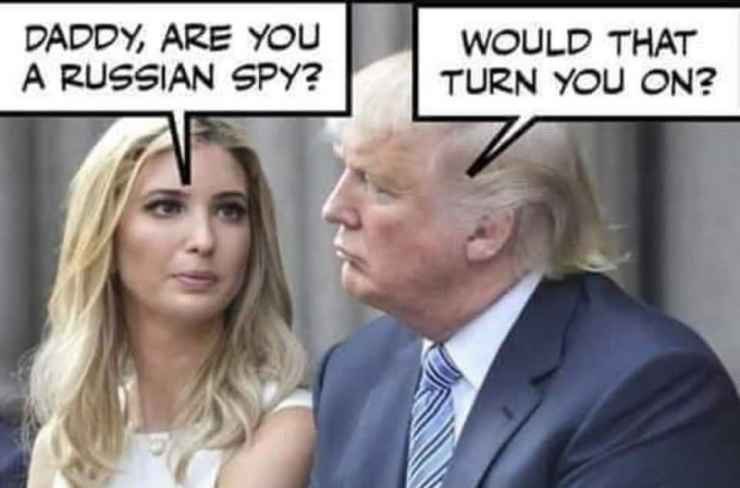 DADDY, ARE YOU
A RUSSIAN SPY?
WOULD THAT
TURN YOU ON?